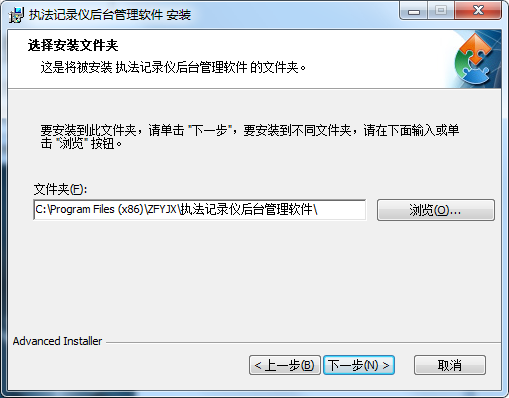 执法记录仪后台管理软件 安装
选择安装文件夹
这是将被安装 执法记录仪后台管理软件 的文件夹。
要安装到此文件夹，请单击 "下一步"，要安装到不同文件夹，请在下面输入或单
击 "浏览" 按钮。
文件夹(F):
C:\Program Files (x86)\ZFYJX\执法记录仪后台管理软件\
浏览(O)...
Advanced Installer
< 上一步(B)
下一步(N) >
取消